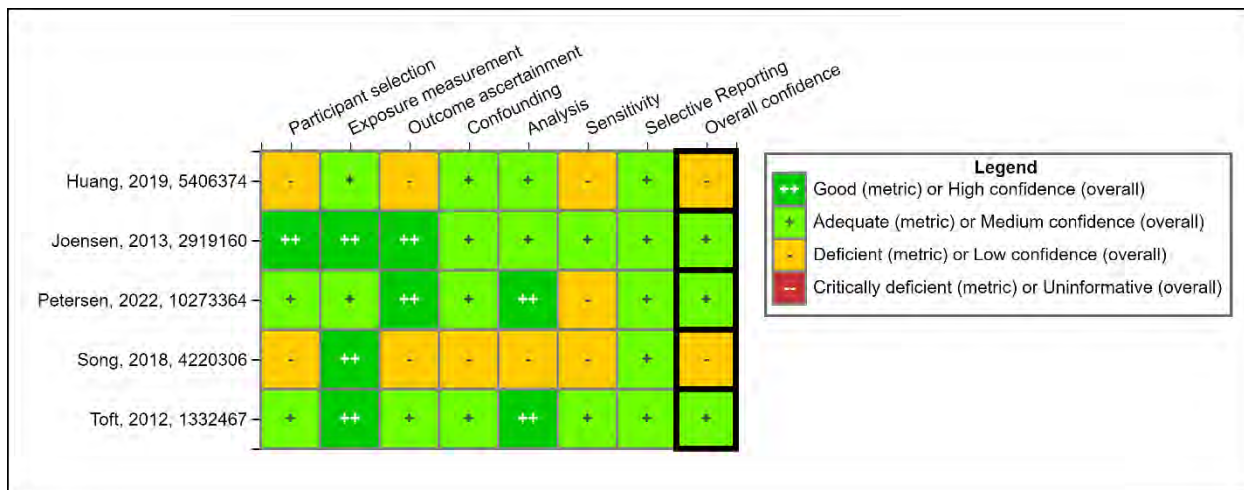 Participant selection
Exposure measurement
Outcome ascertainment
Confounding
Analysis
Sensitivity
Selective Reporting
Overall confidence
Huang, 2019, 5406374 - + - + + - + -
Joensen, 2013, 2919160 ++ ++ ++ + + + + +
Petersen, 2022, 10273364 + + ++ + ++ - + +
Song, 2018, 4220306 - ++ - - - - + -
Toft, 2012, 1332467 + ++ + + ++ + + +
Legend
++ Good (metric) or High confidence (overall)
+ Adequate (metric) or Medium confidence (overall)
- Deficient (metric) or Low confidence (overall)
-- Critically deficient (metric) or Uninformative (overall)